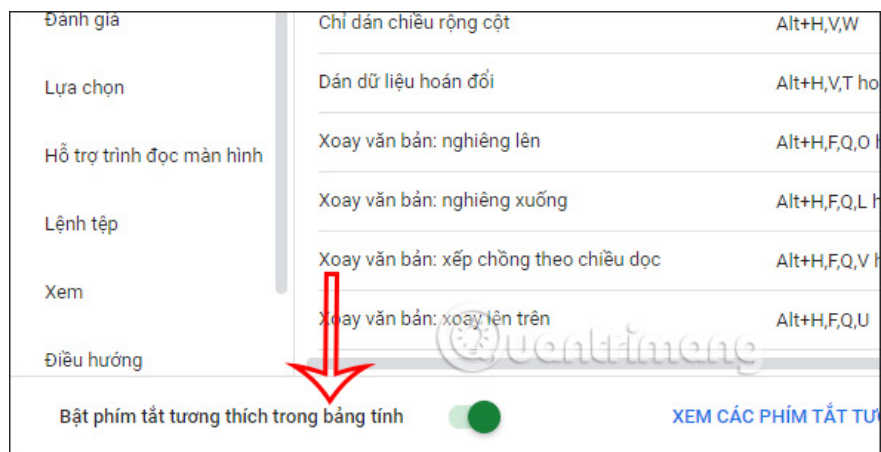 Đánh giá
Chỉ dán chiều rộng cột Alt+H,V,W
Lựa chọn
Dán dữ liệu hoán đổi Alt+H,V,T ho
Hỗ trợ trình đọc màn hình
Xoay văn bản: nghiêng lên Alt+H,F,Q,O h
Lệnh tệp
Xoay văn bản: nghiêng xuống Alt+H,F,Q,L h
Xem
Xoay văn bản: xếp chồng theo chiều dọc Alt+H,F,Q,V h
Điều hướng
Xoay văn bản: xoay lên trên Alt+H,F,Q,U
Quantrimang
Bật phím tắt tương thích trong bảng tính XEM CÁC PHÍM TẮT TƯƠ